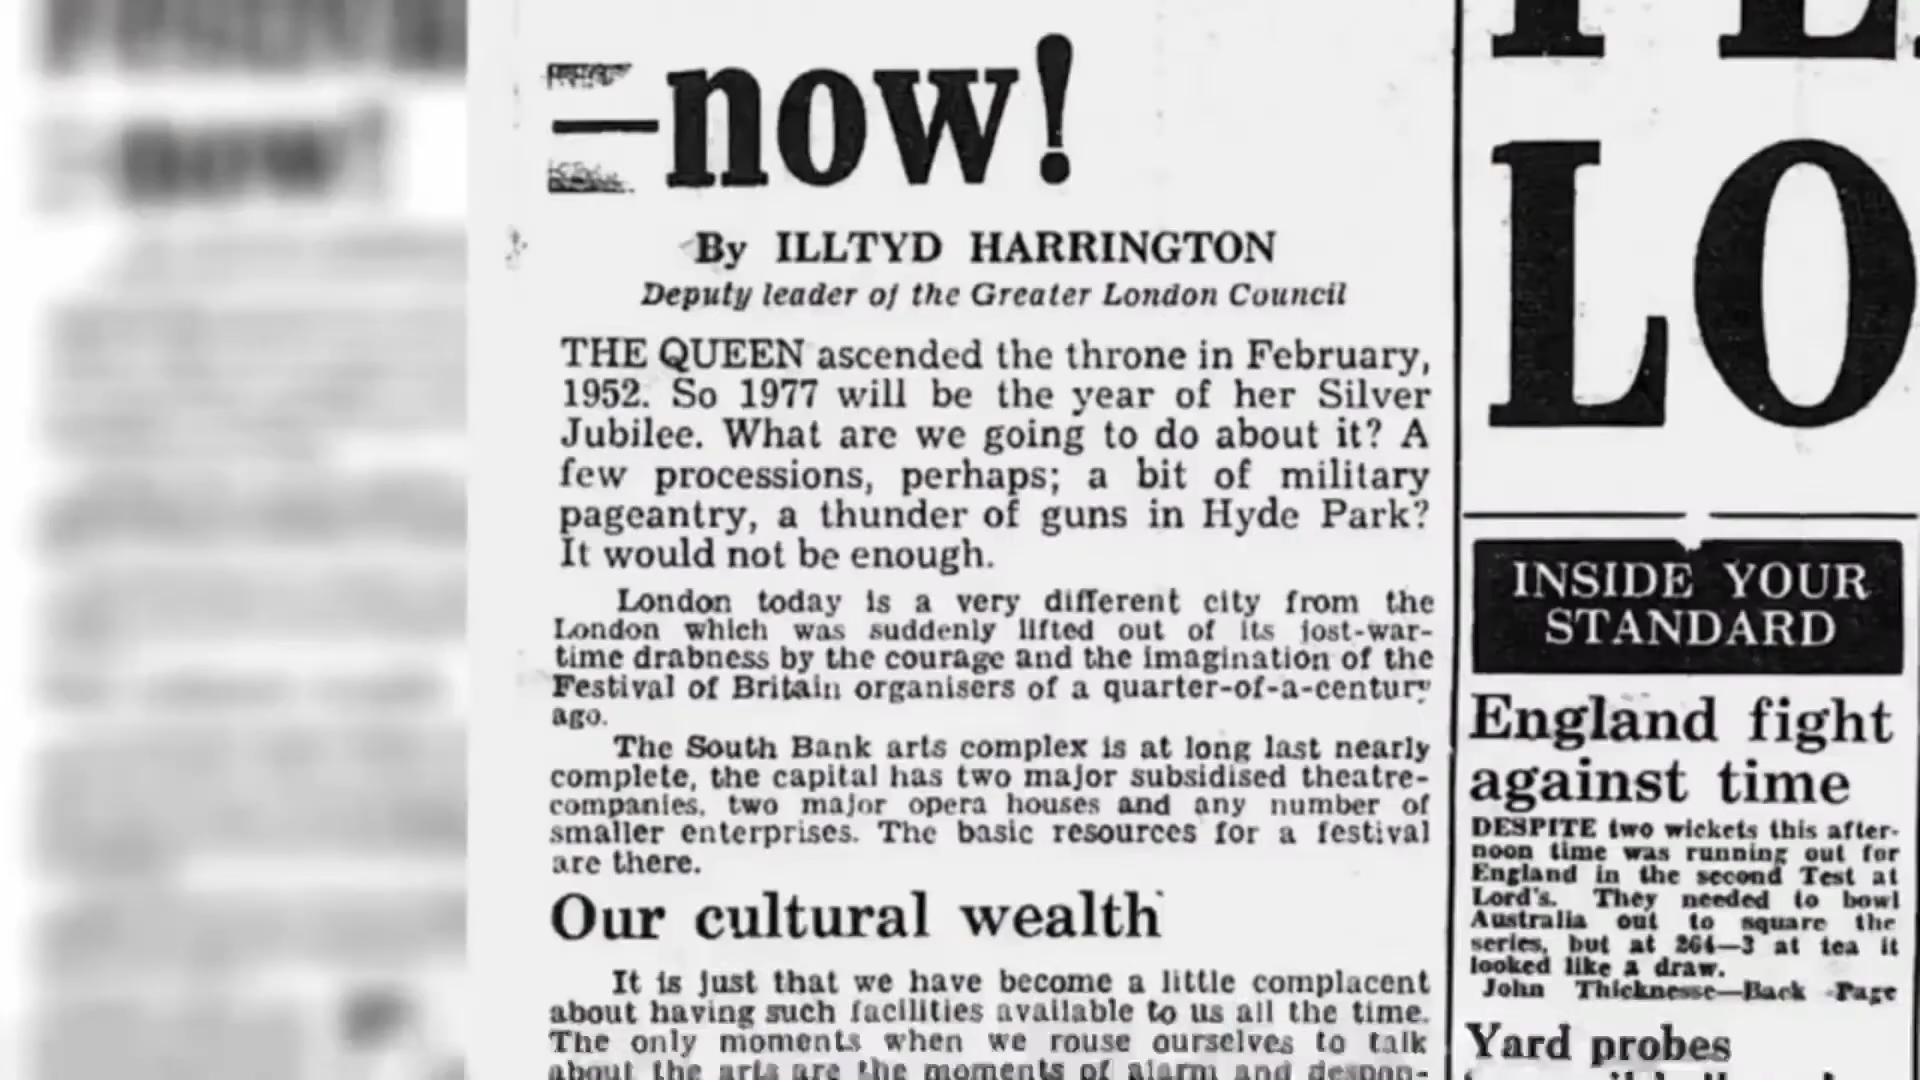 —now!
By ILLTYD HARRINGTON
Deputy leader of the Greater London Council
THE QUEEN ascended the throne in February,
1952. So 1977 will be the year of her Silver
Jubilee. What are we going to do about it? A
few processions, perhaps; a bit of military
pageantry, a thunder of guns in Hyde Park?
It would not be enough.
London today is a very different city from the
London which was suddenly lifted out of its jost-war-
time drabness by the courage and the imagination of the
Festival of Britain organisers of a quarter-of-a-century
ago.
The South Bank arts complex is at long last nearly
complete, the capital has two major subsidised theatre-
companies, two major opera houses and any number of
smaller enterprises. The basic resources for a festival
are there.
Our cultural wealth
It is just that we have become a little complacent
about having such facilities available to us all the time.
The only moments when we rouse ourselves to talk
about the arts are the moments of alarm and despon-
LO
INSIDE YOUR
STANDARD
England fight
against time
DESPITE two wickets this after-
noon time was running out for
England in the second Test at
Lord's. They needed to bowl
Australia out to square the
series, but at 264—3 at tea it
looked like a draw.
John Thicknesse—Back Page
Yard probes